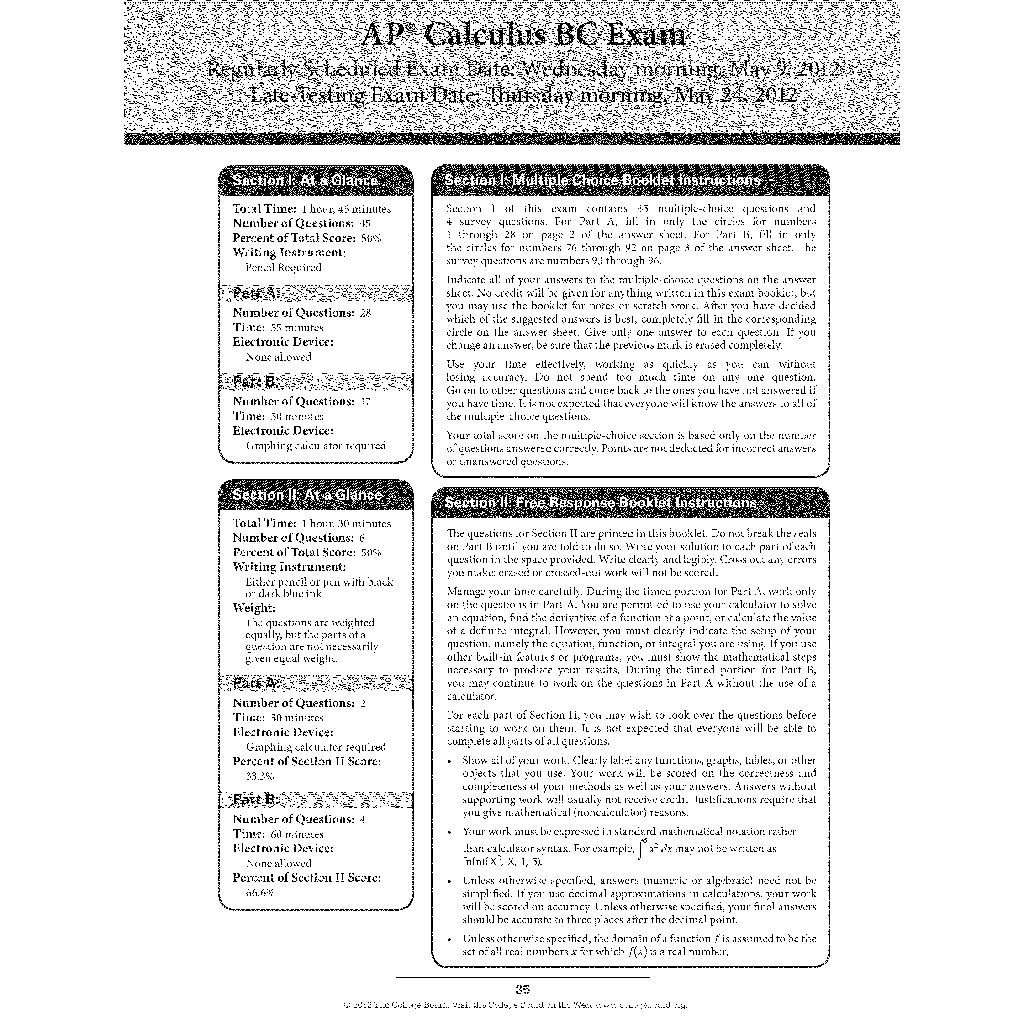 AP® Calculus BC Exam
Regularly Scheduled Exam Date: Wednesday morning, May 9, 2012
Late-Testing Exam Date: Thursday morning, May 24, 2012
Section I: At a Glance
Total Time: 1 hour, 45 minutes
Number of Questions: 45
Percent of Total Score: 50%
Writing Instrument:
Pencil Required
Part A:
Number of Questions: 28
Time: 55 minutes
Electronic Device:
None allowed
Part B:
Number of Questions: 17
Time: 50 minutes
Electronic Device:
Graphing calculator required
Section I: Multiple Choice Booklet Instructions
Section I of this exam contains 45 multiple-choice questions and
4 survey questions. For Part A, fill in only the circles for numbers
1 through 28 on page 2 of the answer sheet. For Part B, fill in only
the circles for numbers 76 through 92 on page 3 of the answer sheet. The
survey questions are numbers 93 through 96.
Indicate all of your answers to the multiple-choice questions on the answer
sheet. No credit will be given for anything written in this exam booklet, but
you may use the booklet for notes or scratch work. After you have decided
which of the suggested answers is best, completely fill in the corresponding
circle on the answer sheet. Give only one answer to each question. If you
change an answer, be sure that the previous mark is erased completely.
Use your time effectively, working as quickly as you can without
losing accuracy. Do not spend too much time on any one question.
Go on to other questions and come back to the ones you have not answered if
you have time. It is not expected that everyone will know the answers to all of
the multiple-choice questions.
Your total score on the multiple-choice section is based only on the number
of questions answered correctly. Points are not deducted for incorrect answers
or unanswered questions.
Section II: At a Glance
Total Time: 1 hour, 30 minutes
Number of Questions: 6
Percent of Total Score: 50%
Writing Instrument:
Either pencil or pen with black
or dark blue ink
Weight:
The questions are weighted
equally, but the parts of a
question are not necessarily
given equal weight.
Part A:
Number of Questions: 2
Time: 30 minutes
Electronic Device:
Graphing calculator required
Percent of Section II Score:
33.3%
Part B:
Number of Questions: 4
Time: 60 minutes
Electronic Device:
None allowed
Percent of Section II Score:
66.6%
Section II: Free Response Booklet Instructions
The questions for Section II are printed in this booklet. Do not break the seals
on Part B until you are told to do so. Write your solution to each part of each
question in the space provided. Write clearly and legibly. Cross out any errors
you make; erased or crossed-out work will not be scored.
Manage your time carefully. During the timed portion for Part A, work only
on the questions in Part A. You are permitted to use your calculator to solve
an equation, find the derivative of a function at a point, or calculate the value
of a definite integral. However, you must clearly indicate the setup of your
question, namely the equation, function, or integral you are using. If you use
other built-in features or programs, you must show the mathematical steps
necessary to produce your results. During the timed portion for Part B,
you may continue to work on the questions in Part A without the use of a
calculator.
For each part of Section II, you may wish to look over the questions before
starting to work on them. It is not expected that everyone will be able to
complete all parts of all questions.
• Show all of your work. Clearly label any functions, graphs, tables, or other
objects that you use. Your work will be scored on the correctness and
completeness of your methods as well as your answers. Answers without
supporting work will usually not receive credit. Justifications require that
you give mathematical (noncalculator) reasons.
• Your work must be expressed in standard mathematical notation rather
than calculator syntax. For example, ∫ x² dx may not be written as
fnInt(X², X, 1, 5).
• Unless otherwise specified, answers (numeric or algebraic) need not be
simplified. If you use decimal approximations in calculations, your work
will be scored on accuracy. Unless otherwise specified, your final answers
should be accurate to three places after the decimal point.
• Unless otherwise specified, the domain of a function f is assumed to be the
set of all real numbers x for which f(x) is a real number.
© 2012 The College Board. Visit the College Board on the Web: